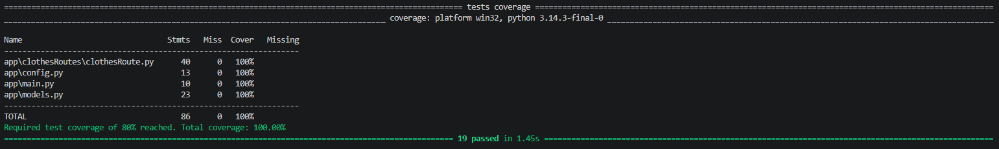 ===================================================================================================== tests coverage =====================================================================================================
____________________________________________________________________________________ coverage: platform win32, python 3.14.3-final-0 _____________________________________________________________________________________
Name                                Stmts   Miss  Cover   Missing
-----------------------------------------------------------------
app\clothesRoutes\clothesRoute.py      40      0   100%
app\config.py                          13      0   100%
app\main.py                            10      0   100%
app\models.py                          23      0   100%
-----------------------------------------------------------------
TOTAL                                  86      0   100%
Required test coverage of 80% reached. Total coverage: 100.00%
=================================================================================================== 19 passed in 1.45s ===================================================================================================